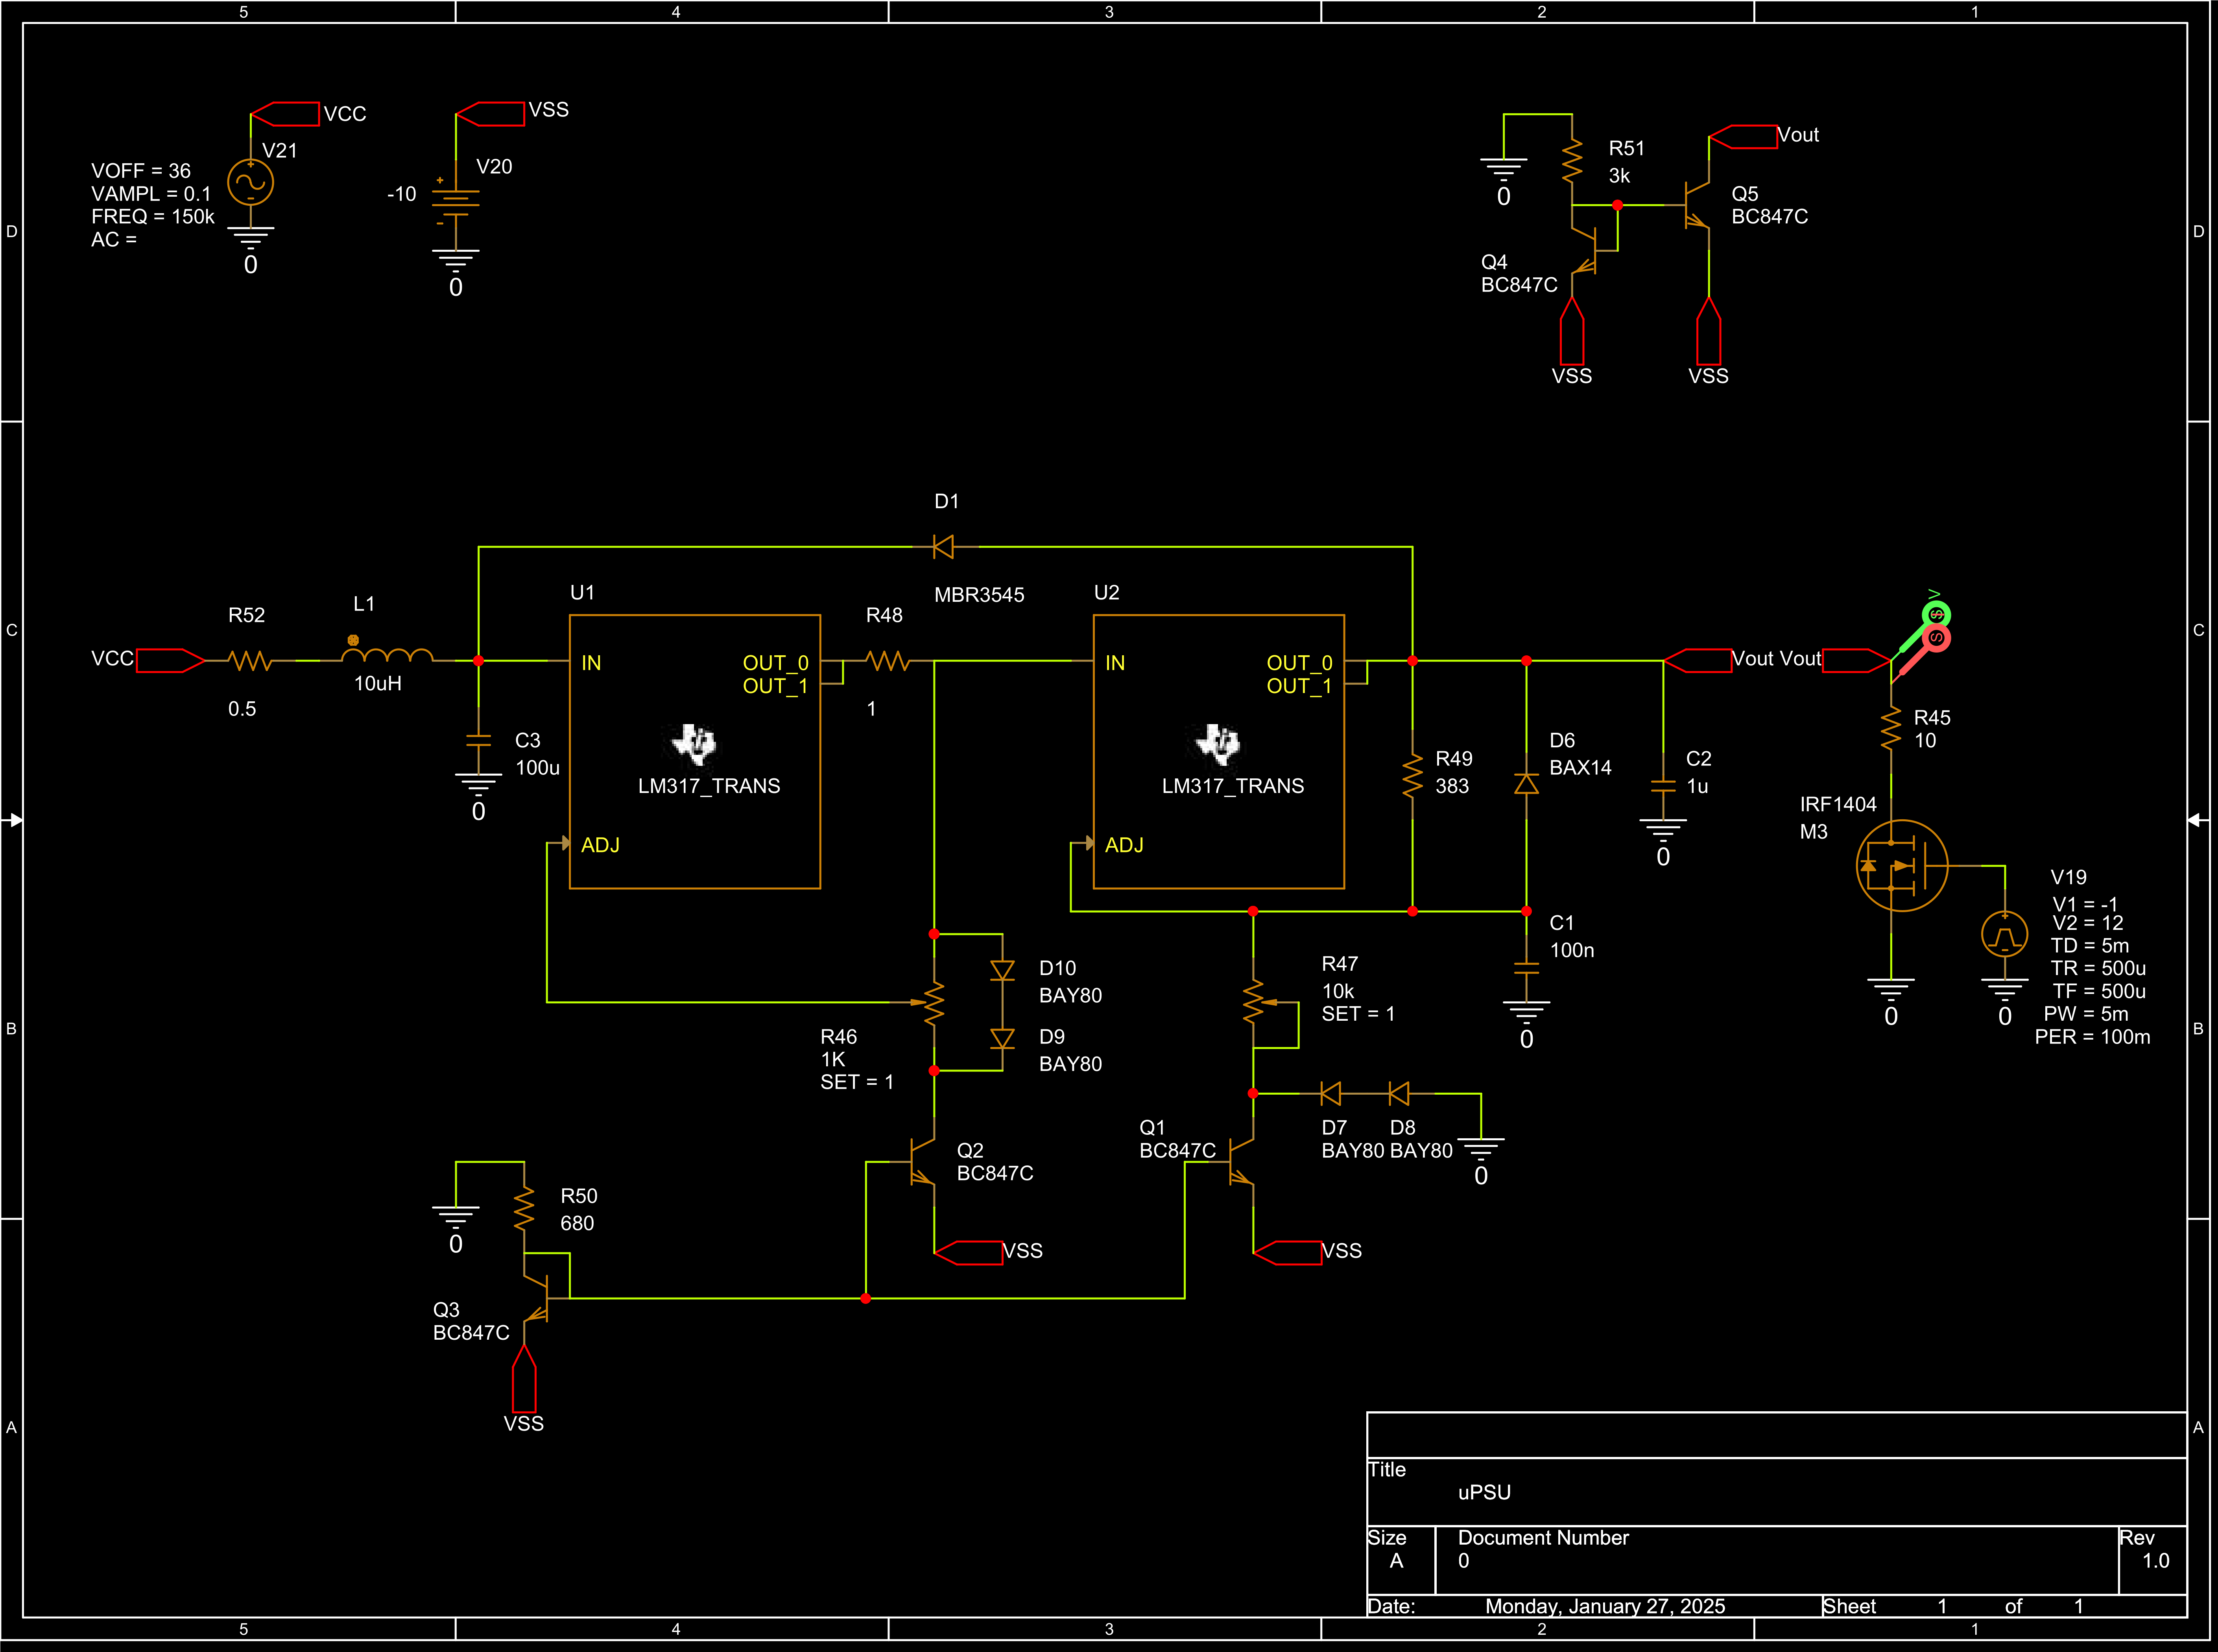 5 4 3 2 1
D
D
VCC
V21
VOFF = 36
VAMPL = 0.1
FREQ = 150k
AC =
0
VSS
V20
-10
+
-
0
0
R51
3k
Vout
Q5
BC847C
Q4
BC847C
VSS
VSS
C
C
VCC
R52
0.5
L1
10uH
C3
100u
0
U1
IN
OUT_0
OUT_1
LM317_TRANS
ADJ
R48
1
D1
MBR3545
U2
IN
OUT_0
OUT_1
LM317_TRANS
ADJ
R49
383
D6
BAX14
C2
1u
0
Vout
Vout
V
R45
10
IRF1404
M3
0
V19
V1 = -1
V2 = 12
TD = 5m
TR = 500u
TF = 500u
PW = 5m
PER = 100m
0
B
B
C1
100n
0
D10
BAY80
D9
BAY80
R46
1K
SET = 1
R47
10k
SET = 1
D7
BAY80
D8
BAY80
0
Q2
BC847C
Q1
BC847C
VSS
VSS
0
R50
680
Q3
BC847C
VSS
A
A
Title
uPSU
Size
A
Document Number
0
Rev
1.0
Date:
Monday, January 27, 2025
Sheet 1 of 1
5 4 3 2 1